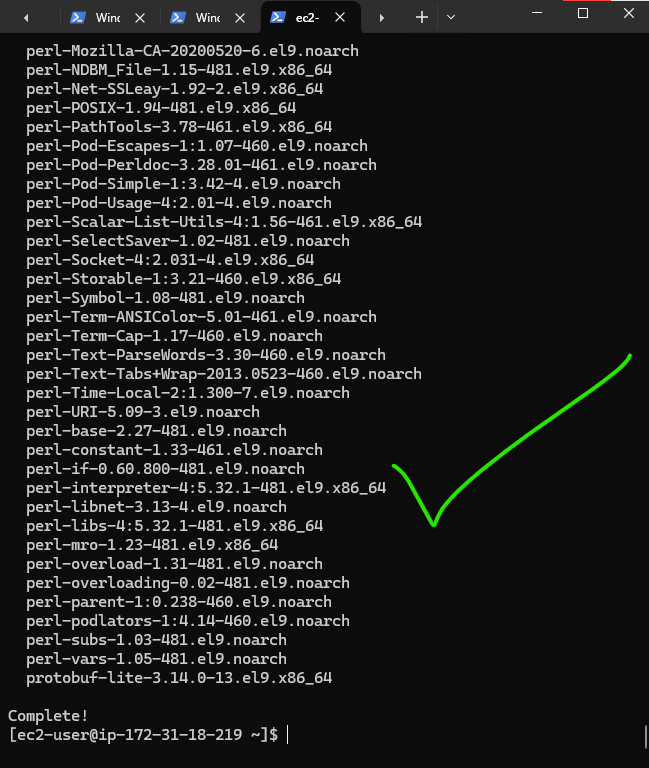 Winc
Winc
ec2-
perl-Mozilla-CA-20200520-6.el9.noarch
perl-NDBM_File-1.15-481.el9.x86_64
perl-Net-SSLeay-1.92-2.el9.x86_64
perl-POSIX-1.94-481.el9.x86_64
perl-PathTools-3.78-461.el9.x86_64
perl-Pod-Escapes-1:1.07-460.el9.noarch
perl-Pod-Perldoc-3.28.01-461.el9.noarch
perl-Pod-Simple-1:3.42-4.el9.noarch
perl-Pod-Usage-4:2.01-4.el9.noarch
perl-Scalar-List-Utils-4:1.56-461.el9.x86_64
perl-SelectSaver-1.02-481.el9.noarch
perl-Socket-4:2.031-4.el9.x86_64
perl-Storable-1:3.21-460.el9.x86_64
perl-Symbol-1.08-481.el9.noarch
perl-Term-ANSIColor-5.01-461.el9.noarch
perl-Term-Cap-1.17-460.el9.noarch
perl-Text-ParseWords-3.30-460.el9.noarch
perl-Text-Tabs+Wrap-2013.0523-460.el9.noarch
perl-Time-Local-2:1.300-7.el9.noarch
perl-URI-5.09-3.el9.noarch
perl-base-2.27-481.el9.noarch
perl-constant-1.33-461.el9.noarch
perl-if-0.60.800-481.el9.noarch
perl-interpreter-4:5.32.1-481.el9.x86_64
perl-libnet-3.13-4.el9.noarch
perl-libs-4:5.32.1-481.el9.x86_64
perl-mro-1.23-481.el9.x86_64
perl-overload-1.31-481.el9.noarch
perl-overloading-0.02-481.el9.noarch
perl-parent-1:0.238-460.el9.noarch
perl-podlators-1:4.14-460.el9.noarch
perl-subs-1.03-481.el9.noarch
perl-vars-1.05-481.el9.noarch
protobuf-lite-3.14.0-13.el9.x86_64
Complete!
[ec2-user@ip-172-31-18-219 ~]$